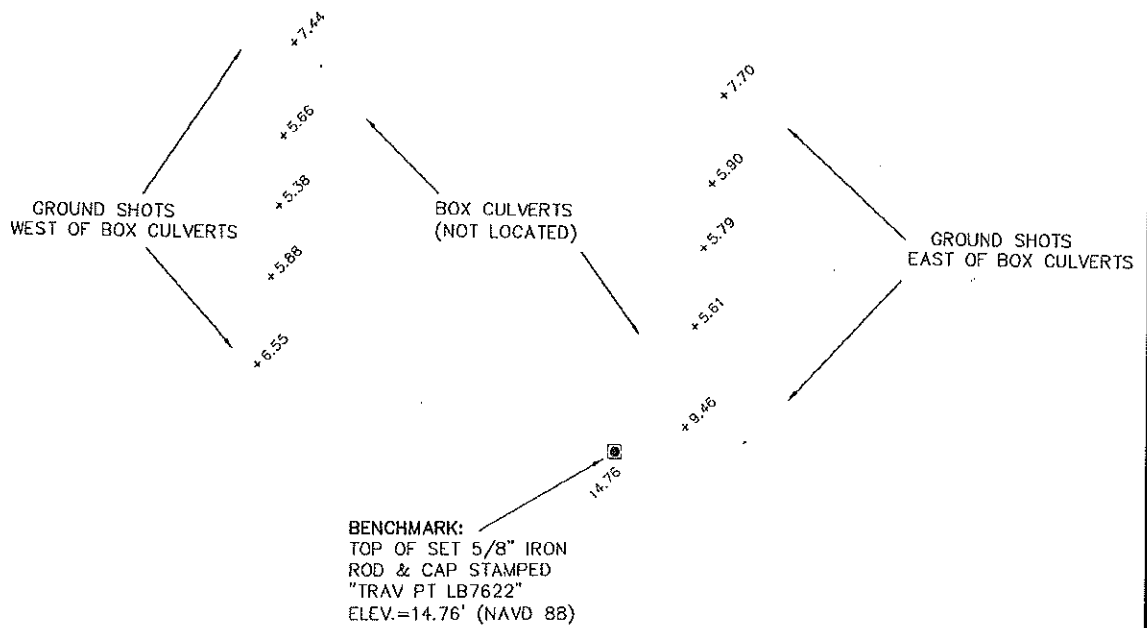 +7.44
+5.66
+5.38
+5.88
+6.55
GROUND SHOTS
WEST OF BOX CULVERTS
BOX CULVERTS
(NOT LOCATED)
+7.70
+5.90
+5.79
+5.61
+9.46
GROUND SHOTS
EAST OF BOX CULVERTS
14.76
BENCHMARK:
TOP OF SET 5/8" IRON
ROD & CAP STAMPED
"TRAV PT LB7622"
ELEV.=14.76' (NAVD 88)